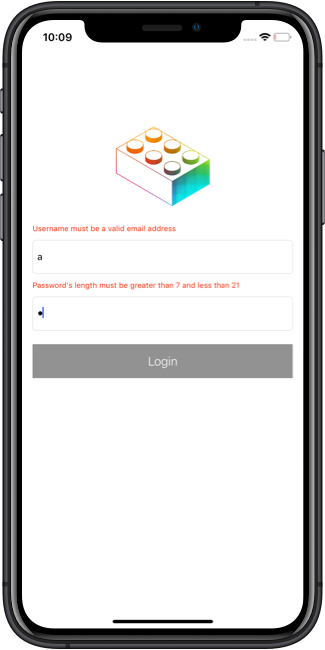 10:09
Username must be a valid email address
a
Password's length must be greater than 7 and less than 21
•
Login